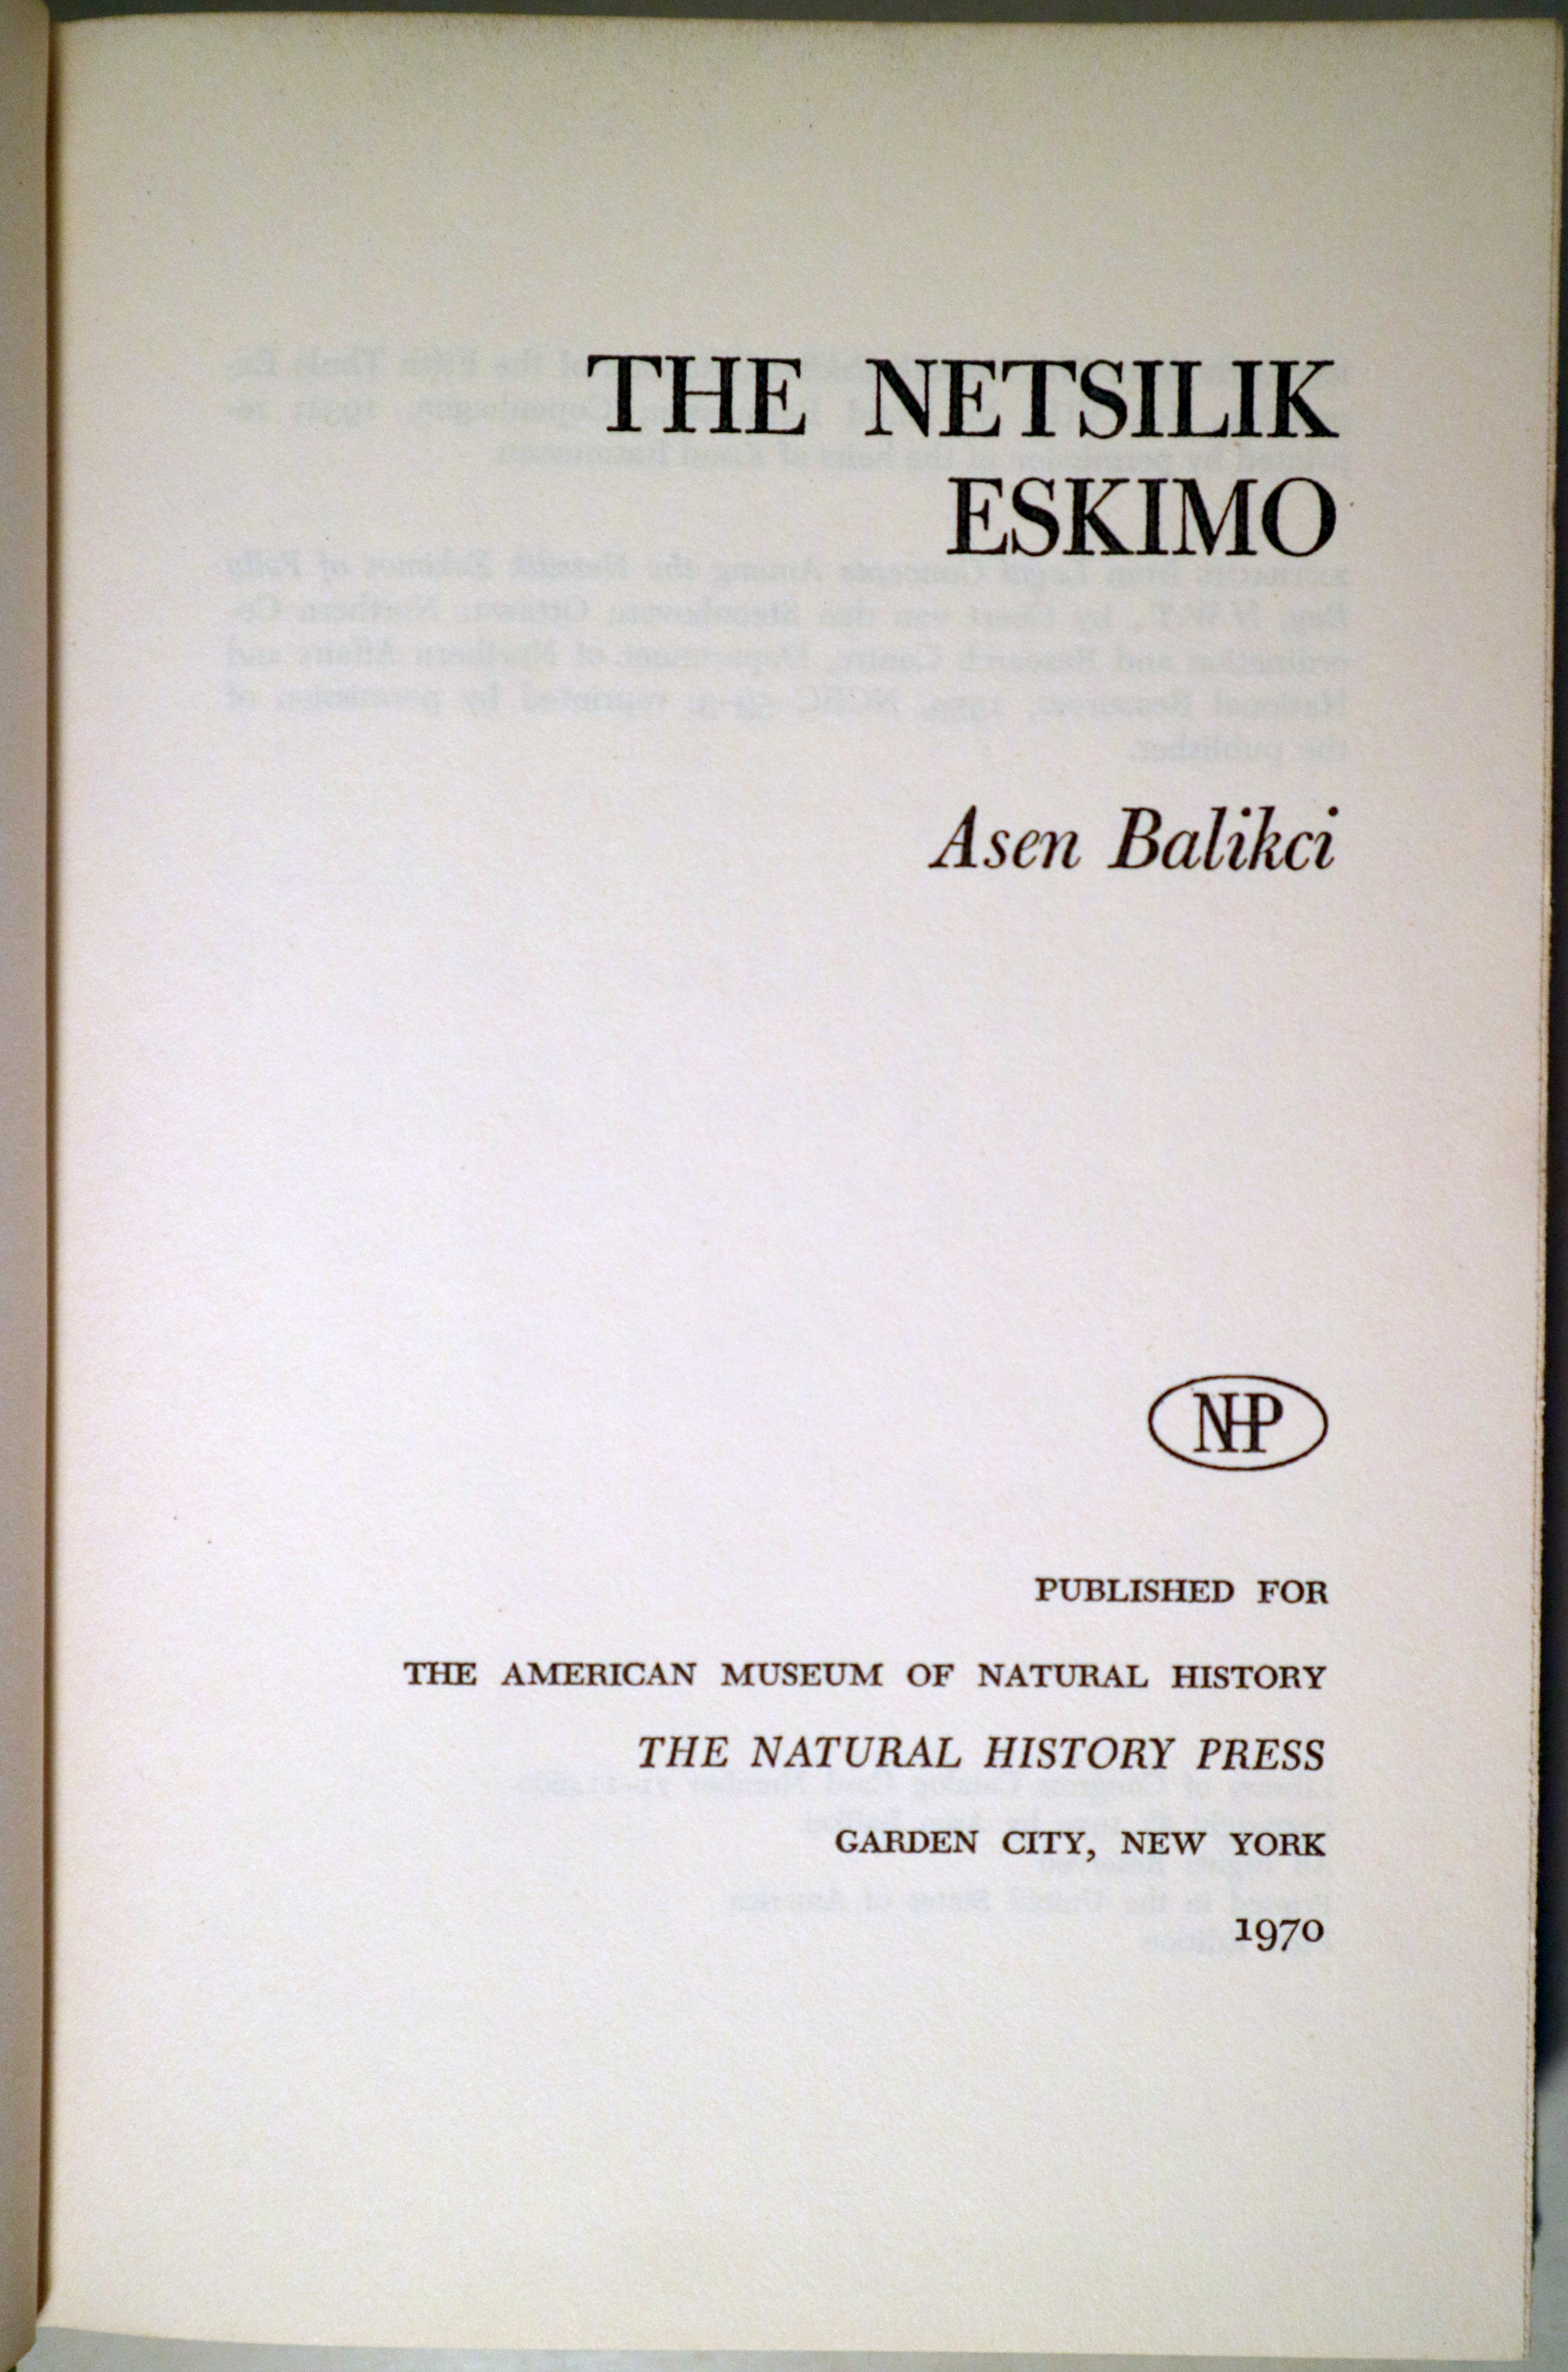 THE NETSILIK
ESKIMO
Asen Balikci
NHP
PUBLISHED FOR
THE AMERICAN MUSEUM OF NATURAL HISTORY
THE NATURAL HISTORY PRESS
GARDEN CITY, NEW YORK
1970